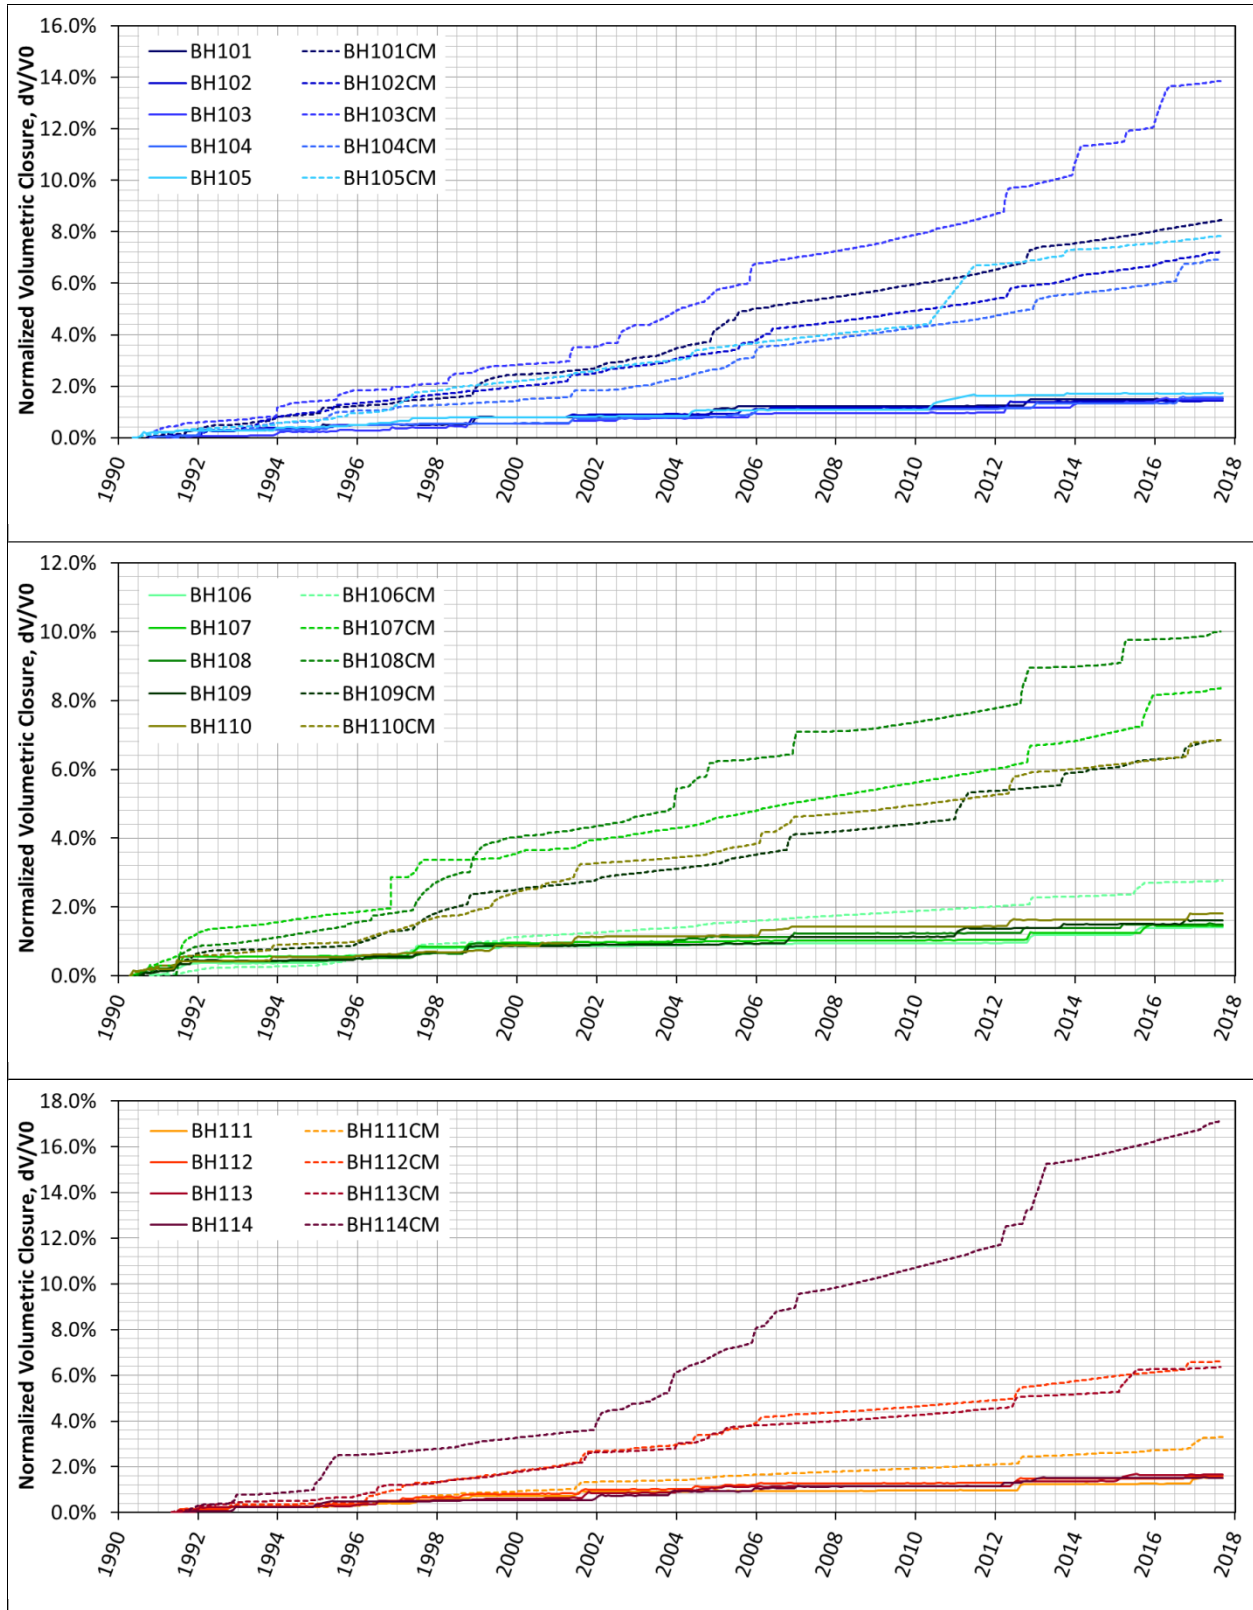 Normalized Volumetric Closure, dV/V0
16.0%
14.0%
12.0%
10.0%
8.0%
6.0%
4.0%
2.0%
0.0%
BH101 BH101CM
BH102 BH102CM
BH103 BH103CM
BH104 BH104CM
BH105 BH105CM
1990 1992 1994 1996 1998 2000 2002 2004 2006 2008 2010 2012 2014 2016 2018
Normalized Volumetric Closure, dV/V0
12.0%
10.0%
8.0%
6.0%
4.0%
2.0%
0.0%
BH106 BH106CM
BH107 BH107CM
BH108 BH108CM
BH109 BH109CM
BH110 BH110CM
1990 1992 1994 1996 1998 2000 2002 2004 2006 2008 2010 2012 2014 2016 2018
Normalized Volumetric Closure, dV/V0
18.0%
16.0%
14.0%
12.0%
10.0%
8.0%
6.0%
4.0%
2.0%
0.0%
BH111 BH111CM
BH112 BH112CM
BH113 BH113CM
BH114 BH114CM
1990 1992 1994 1996 1998 2000 2002 2004 2006 2008 2010 2012 2014 2016 2018